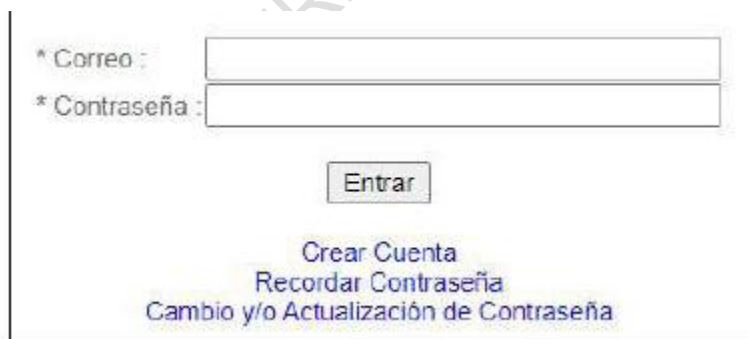 * Correo :
* Contraseña :
Entrar
Crear Cuenta
Recordar Contraseña
Cambio y/o Actualización de Contraseña